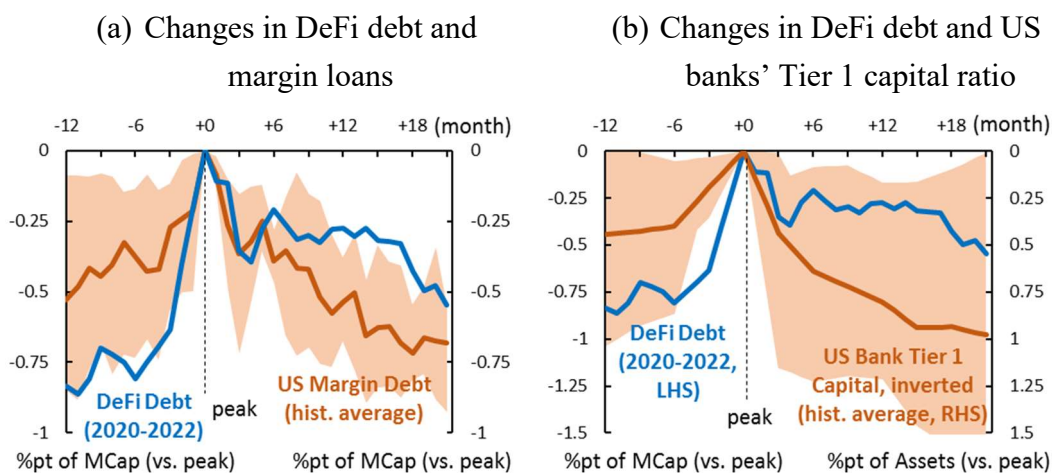 (a) Changes in DeFi debt and
margin loans
-12 -6 +0 +6 +12 +18 (month)
0 0
-0.25 -0.25
-0.5 -0.5
-0.75 -0.75
-1 -1
DeFi Debt
(2020-2022)
peak
US Margin Debt
(hist. average)
%pt of MCap (vs. peak) %pt of MCap (vs. peak)
(b) Changes in DeFi debt and US
banks’ Tier 1 capital ratio
-12 -6 +0 +6 +12 +18 (month)
0 0
-0.25 0.25
-0.5 0.5
-0.75 0.75
-1 1
-1.25 1.25
-1.5 1.5
DeFi Debt
(2020-2022,
LHS)
peak
US Bank Tier 1
Capital, inverted
(hist. average, RHS)
%pt of MCap (vs. peak) %pt of Assets (vs. peak)